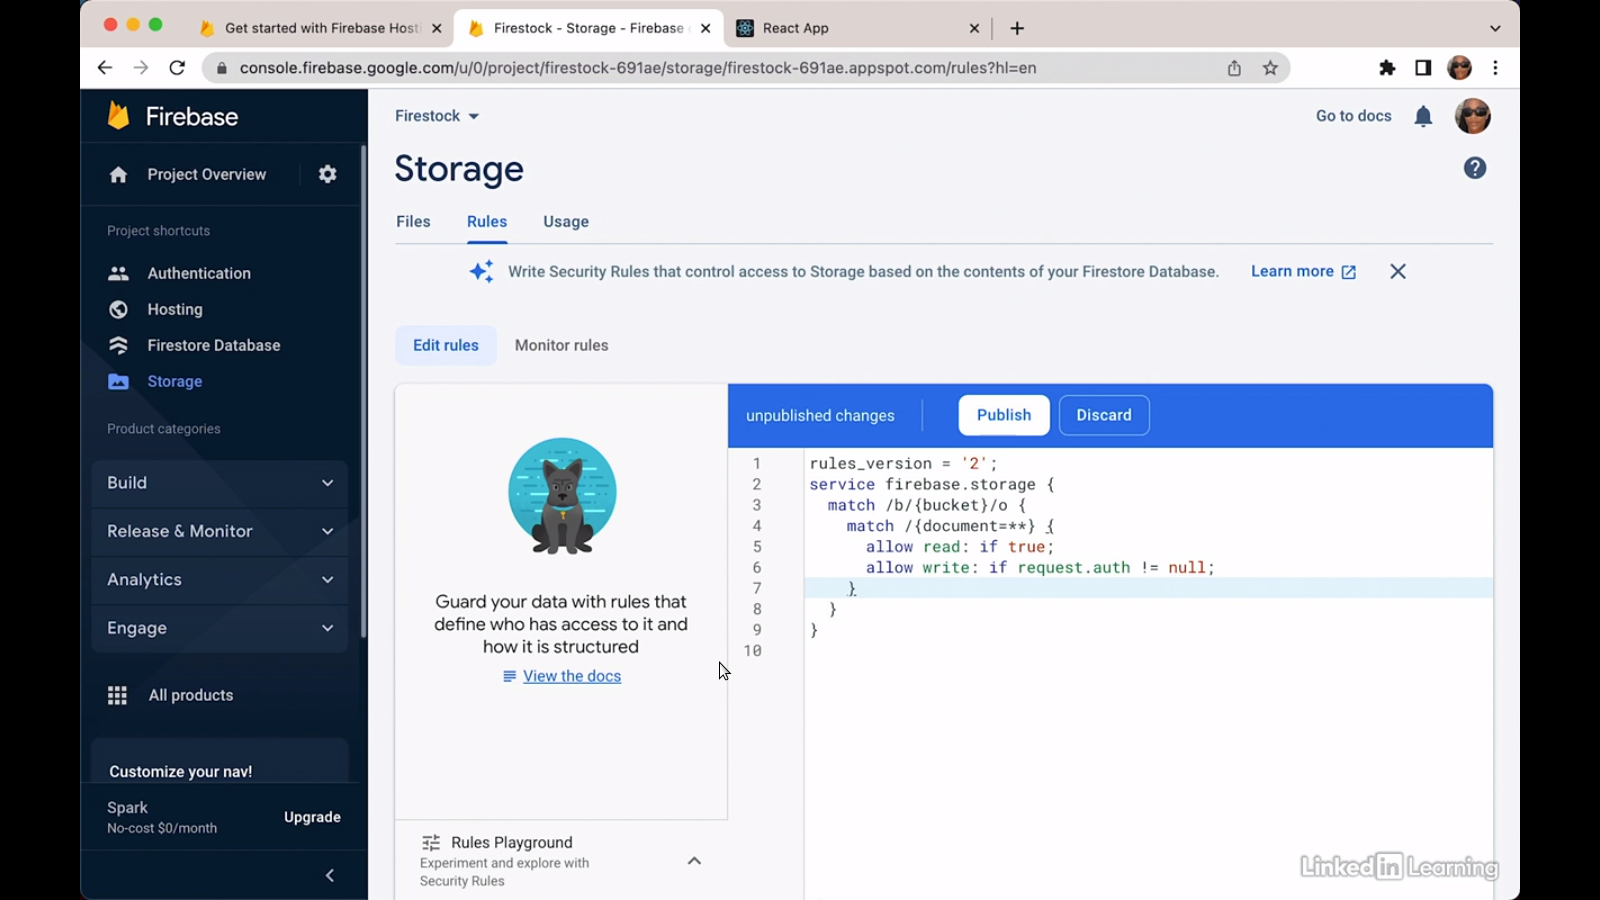 Get started with Firebase Host
Firestock - Storage - Firebase
React App
console.firebase.google.com/u/0/project/firestock-691ae/storage/firestock-691ae.appspot.com/rules?hl=en
Firebase
Firestock
Go to docs
Project Overview
Storage
Files
Rules
Usage
Project shortcuts
Authentication
Hosting
Firestore Database
Storage
Write Security Rules that control access to Storage based on the contents of your Firestore Database.
Learn more
Edit rules
Monitor rules
Product categories
Build
Release & Monitor
Analytics
Engage
All products
Customize your nav!
Spark
No-cost $0/month
Upgrade
unpublished changes
Publish
Discard
Guard your data with rules that
define who has access to it and
how it is structured
View the docs
1 rules_version = '2';
2 service firebase.storage {
3 match /b/{bucket}/o {
4 match /{document=**} {
5 allow read: if true;
6 allow write: if request.auth != null;
7 }
8 }
9 }
10
Rules Playground
Experiment and explore with
Security Rules
LinkedIn Learning